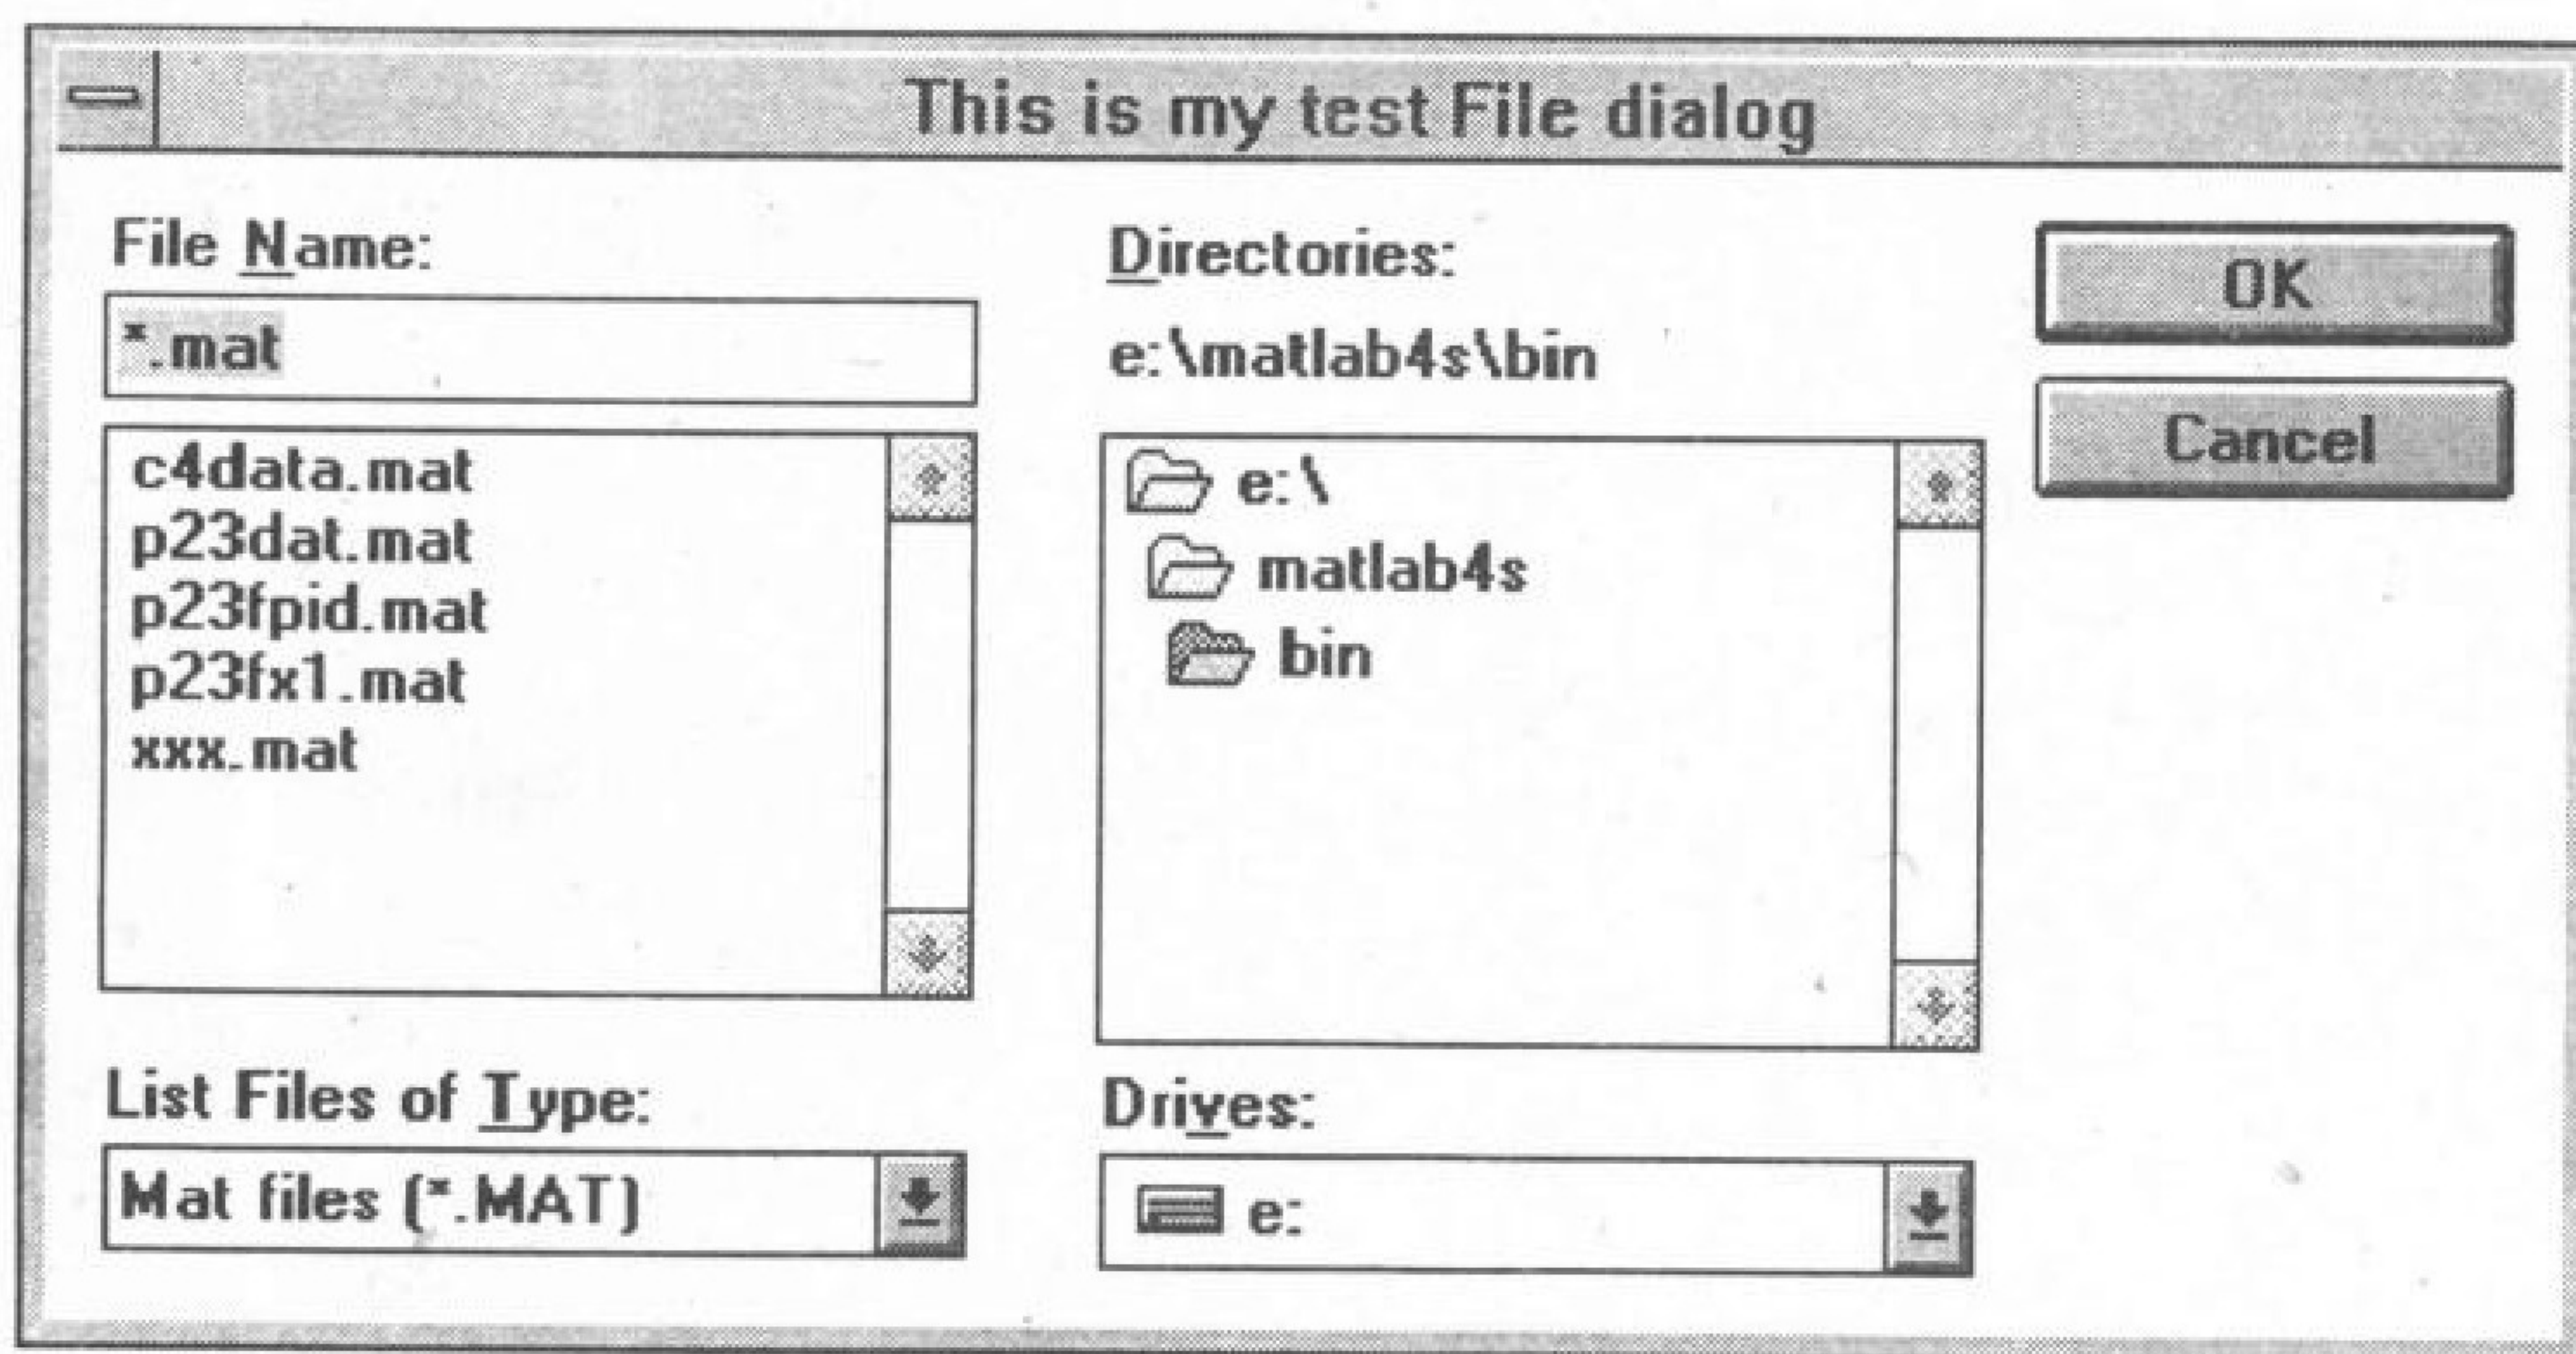 This is my test File dialog
File Name:
*.mat
c4data.mat
p23dat.mat
p23fpid.mat
p23fx1.mat
xxx.mat
List Files of Type:
Mat files (*.MAT)
Directories:
e:\matlab4s\bin
e:\
matlab4s
bin
Drives:
e:
OK
Cancel